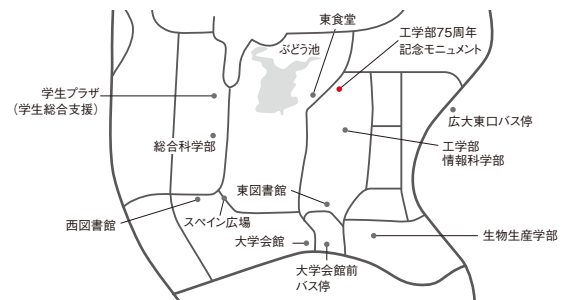 東食堂
工学部75周年
記念モニュメント
ぶどう池
学生プラザ
（学生総合支援）
広大東口バス停
総合科学部
工学部
情報科学部
東図書館
西図書館
スペイン広場
大学会館
生物生産学部
大学会館前
バス停